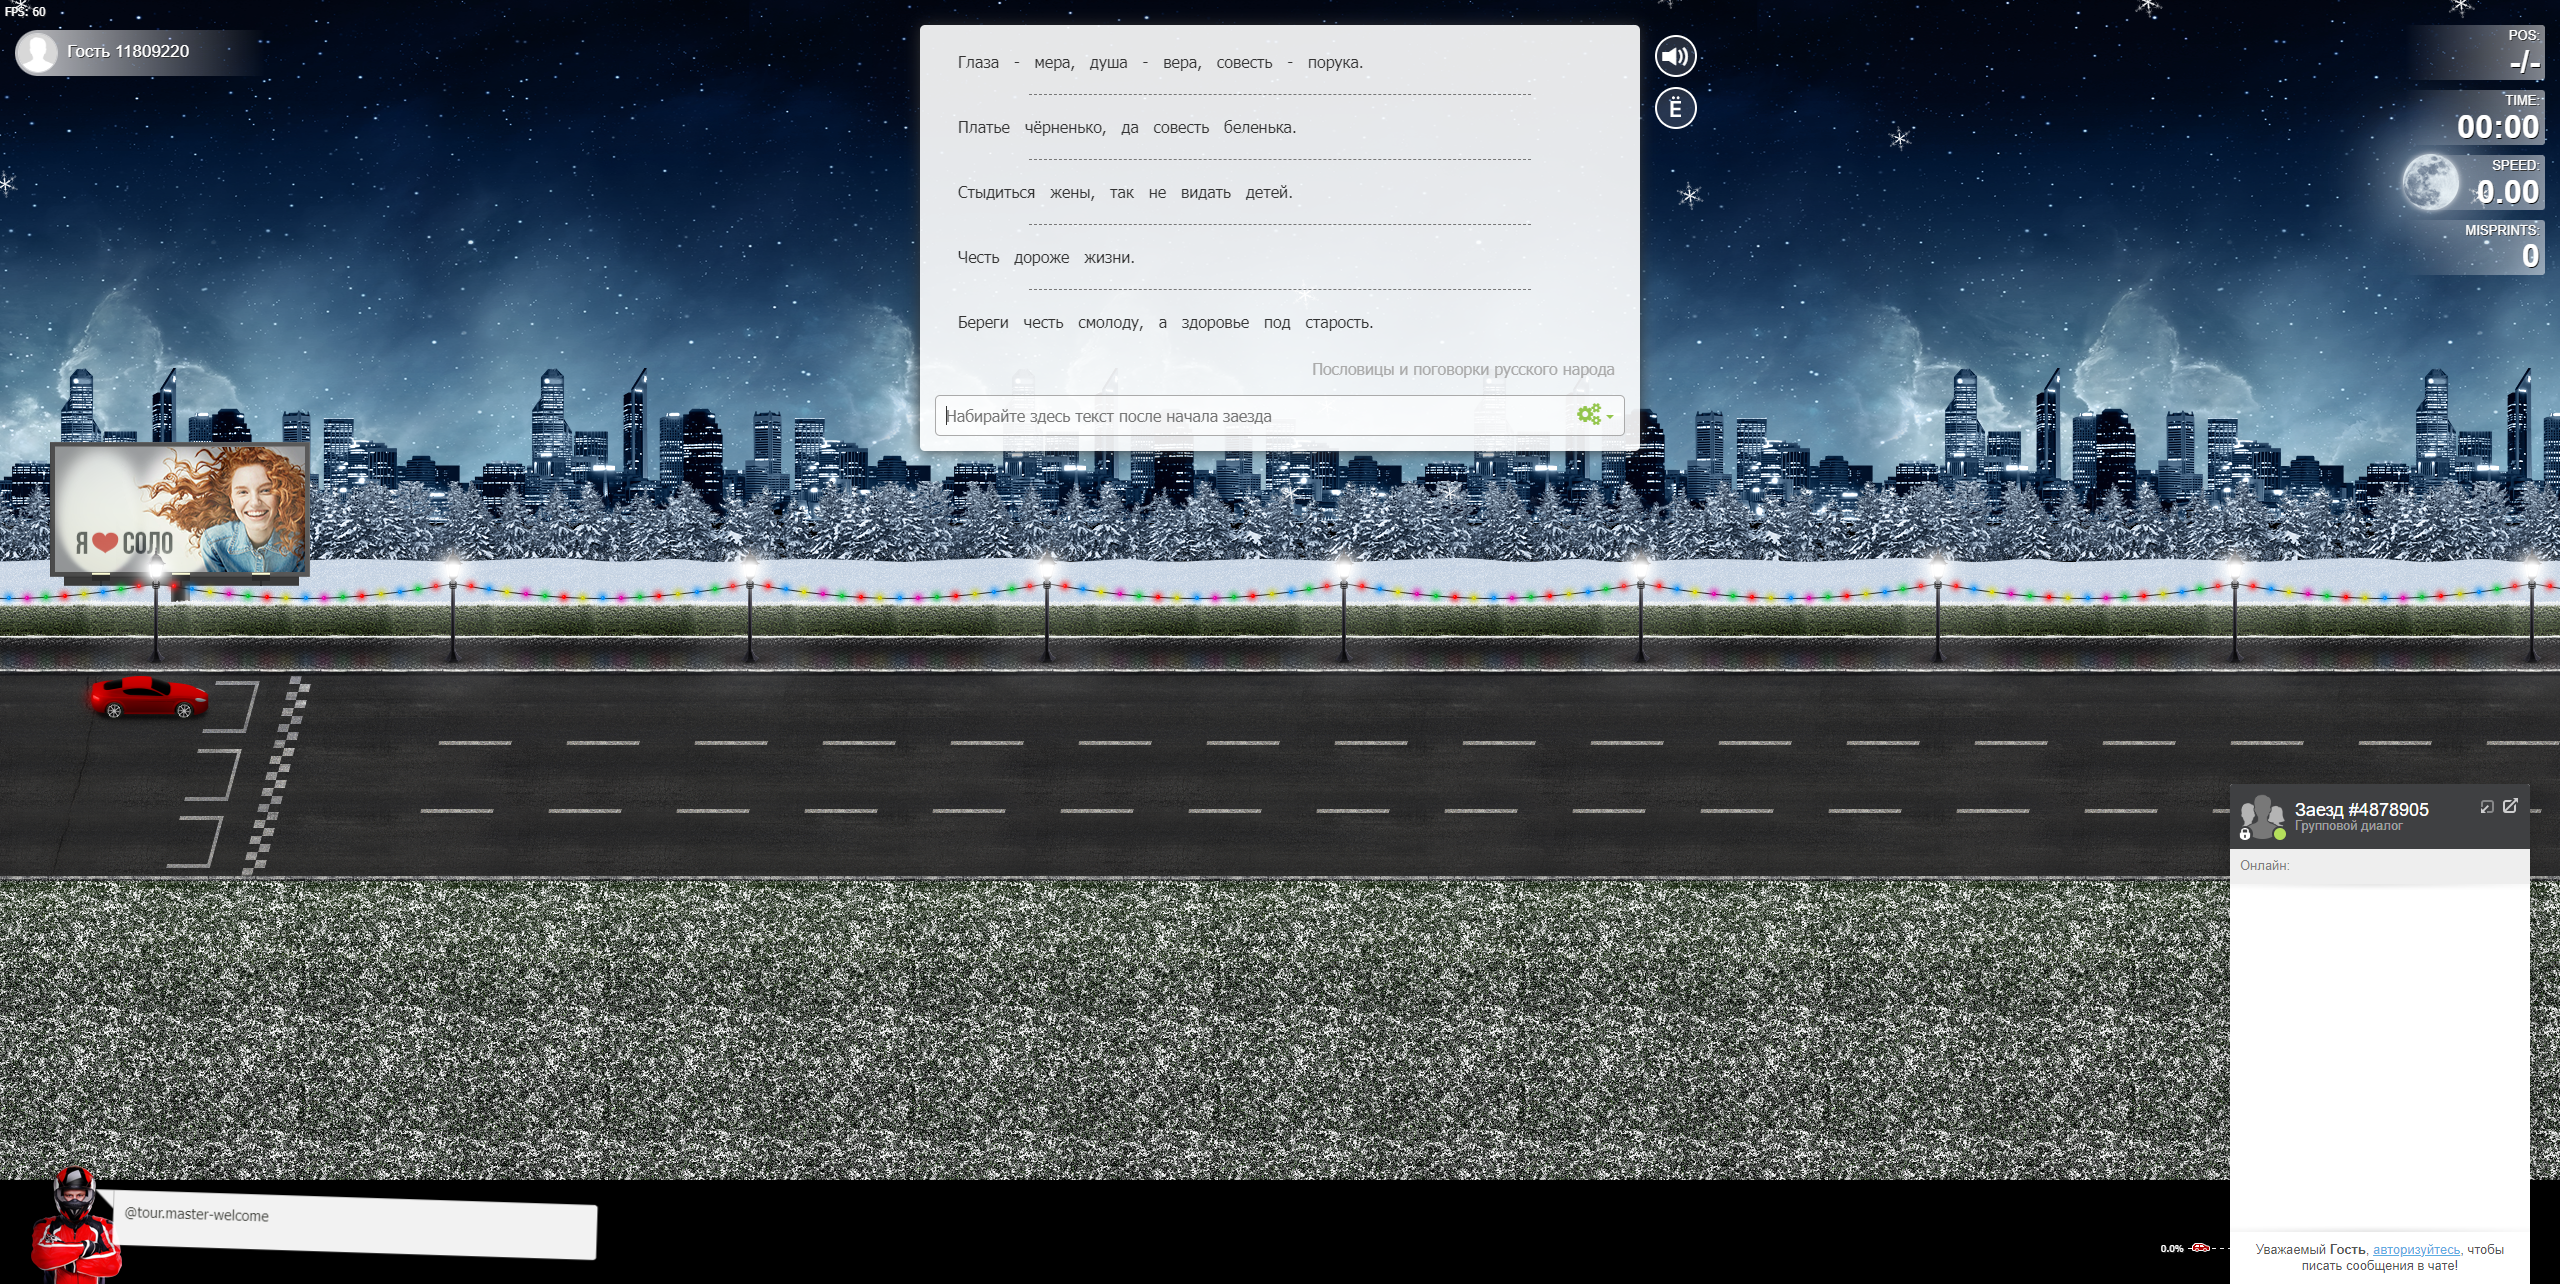 FPS: 60
Гость 11809220
Глаза - мера, душа - вера, совесть - порука.
Платье чёрненько, да совесть беленька.
Стыдиться жены, так не видать детей.
Честь дороже жизни.
Береги честь смолоду, а здоровье под старость.
Пословицы и поговорки русского народа
Набирайте здесь текст после начала заезда
Ё
POS:
-/-
TIME:
00:00
SPEED:
0.00
MISPRINTS:
0
Я ❤ СОЛО
Заезд #4878905
Групповой диалог
Онлайн:
@tour.master-welcome
0.0%
Уважаемый Гость, авторизуйтесь, чтобы
писать сообщения в чате!